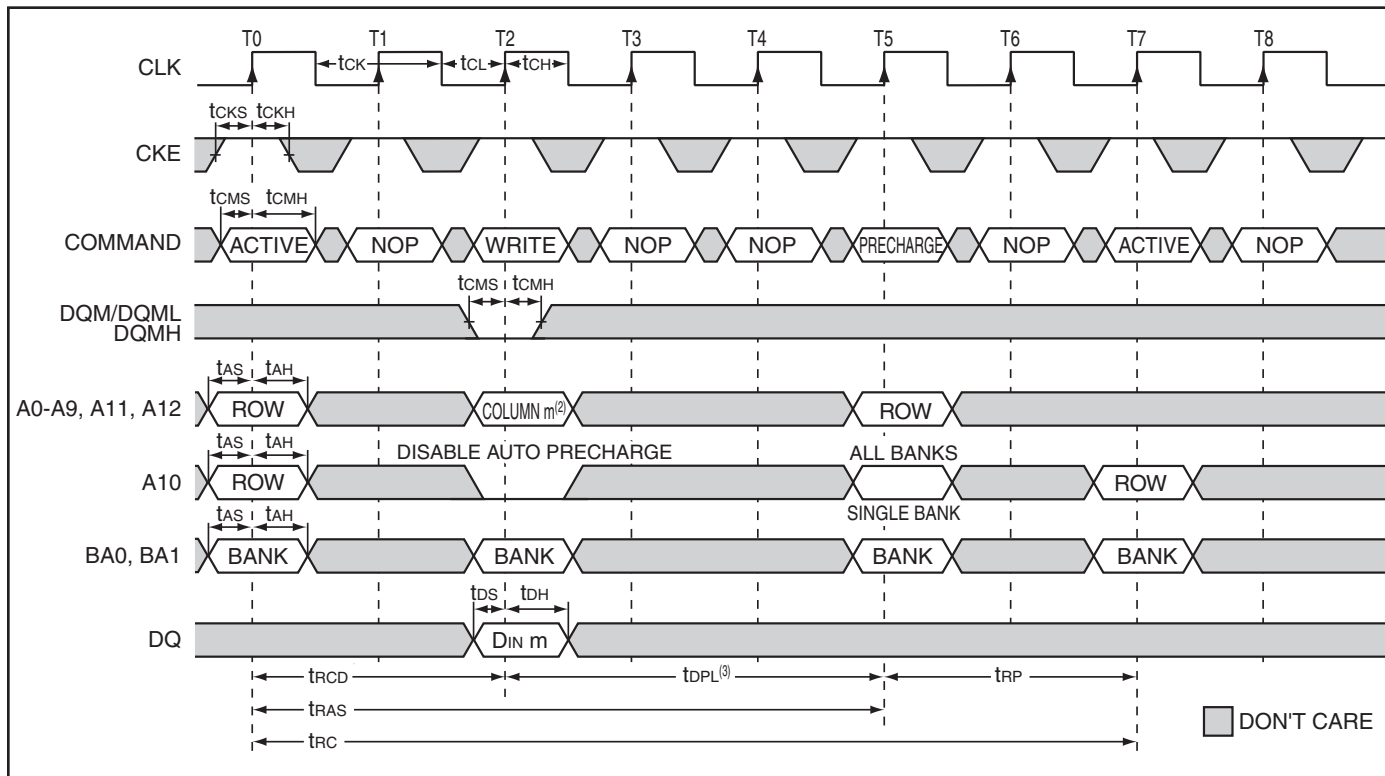 T0 T1 T2 T3 T4 T5 T6 T7 T8
CLK
tCK tCL tCH
tCKS tCKH
CKE
tCMS tCMH
COMMAND ACTIVE NOP WRITE NOP NOP PRECHARGE NOP ACTIVE NOP
tCMS tCMH
DQM/DQML
DQMH
tAS tAH
A0-A9, A11, A12 ROW COLUMN m(2) ROW
tAS tAH DISABLE AUTO PRECHARGE ALL BANKS
A10 ROW ROW
tAS tAH SINGLE BANK
BA0, BA1 BANK BANK BANK BANK
tDS tDH
DQ DIN m
tRCD tDPL(3) tRP
tRAS
tRC
DON'T CARE